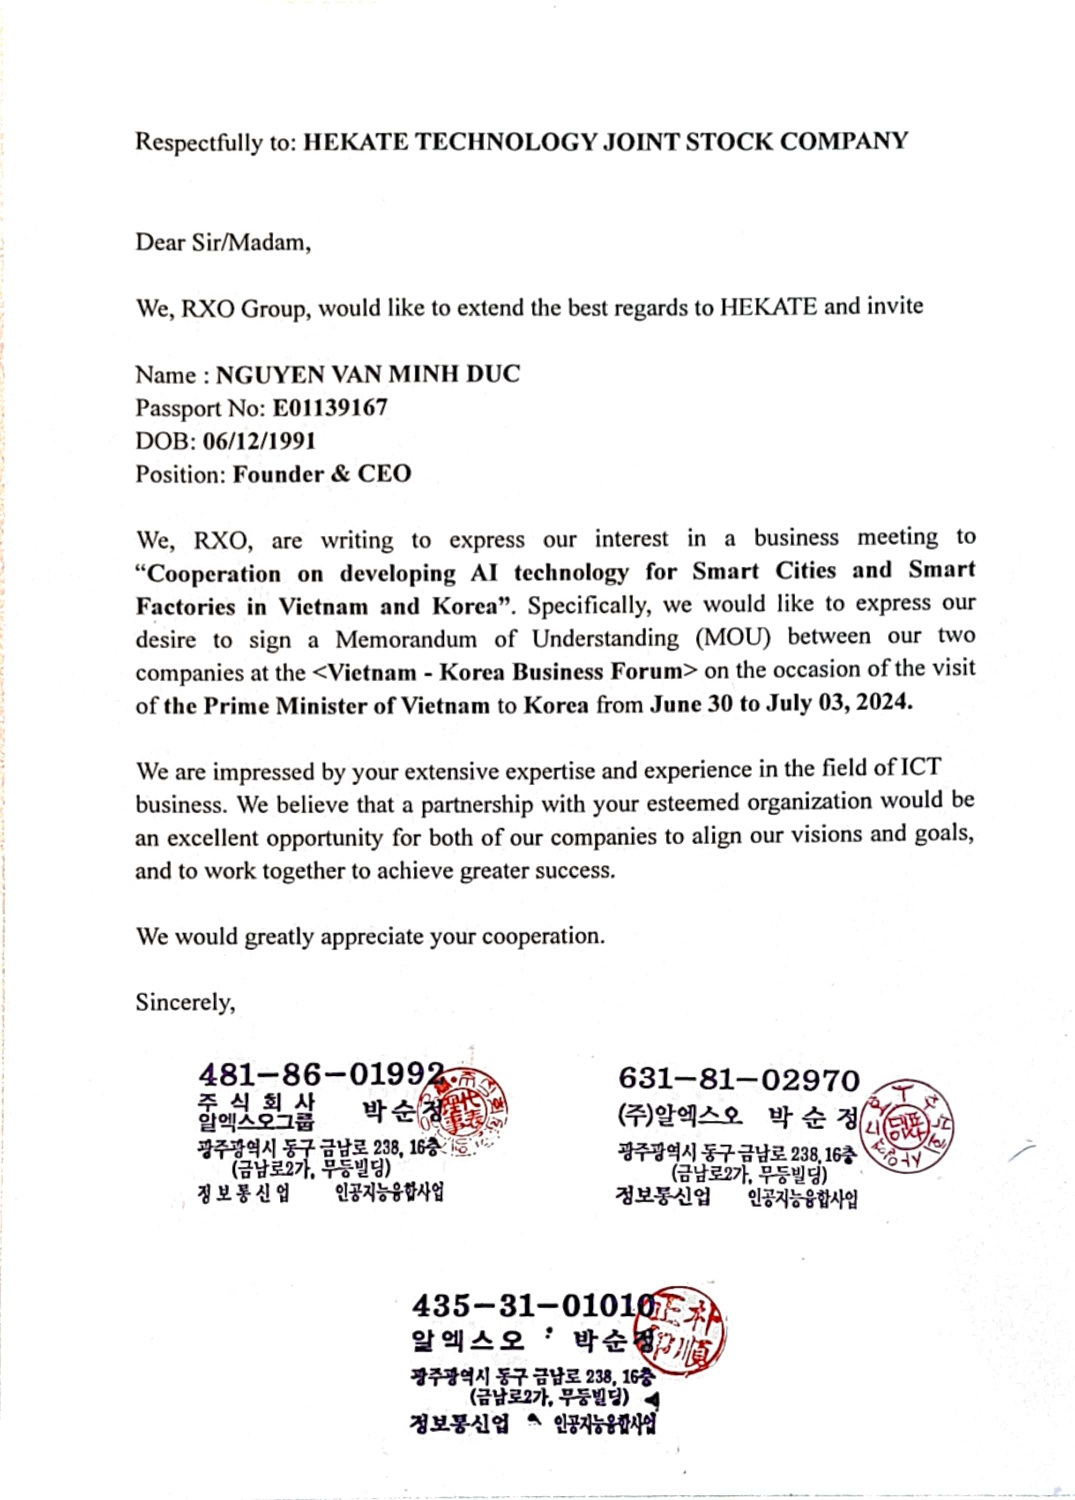 Respectfully to: HEKATE TECHNOLOGY JOINT STOCK COMPANY
Dear Sir/Madam,
We, RXO Group, would like to extend the best regards to HEKATE and invite
Name : NGUYEN VAN MINH DUC
Passport No: E01139167
DOB: 06/12/1991
Position: Founder & CEO
We, RXO, are writing to express our interest in a business meeting to
“Cooperation on developing AI technology for Smart Cities and Smart
Factories in Vietnam and Korea”. Specifically, we would like to express our
desire to sign a Memorandum of Understanding (MOU) between our two
companies at the <Vietnam - Korea Business Forum> on the occasion of the visit
of the Prime Minister of Vietnam to Korea from June 30 to July 03, 2024.
We are impressed by your extensive expertise and experience in the field of ICT
business. We believe that a partnership with your esteemed organization would be
an excellent opportunity for both of our companies to align our visions and goals,
and to work together to achieve greater success.
We would greatly appreciate your cooperation.
Sincerely,
481-86-01992
주식회사
알엑스오그룹 박순정
광주광역시 동구 금남로 238, 16층
(금남로2가, 무등빌딩)
정보통신업 인공지능융합사업
631-81-02970
(주)알엑스오 박순정
광주광역시 동구 금남로 238, 16층
(금남로2가, 무등빌딩)
정보통신업 인공지능융합사업
435-31-01010
알엑스오 박순정
광주광역시 동구 금남로 238, 16층
(금남로2가, 무등빌딩)
정보통신업 인공지능융합사업